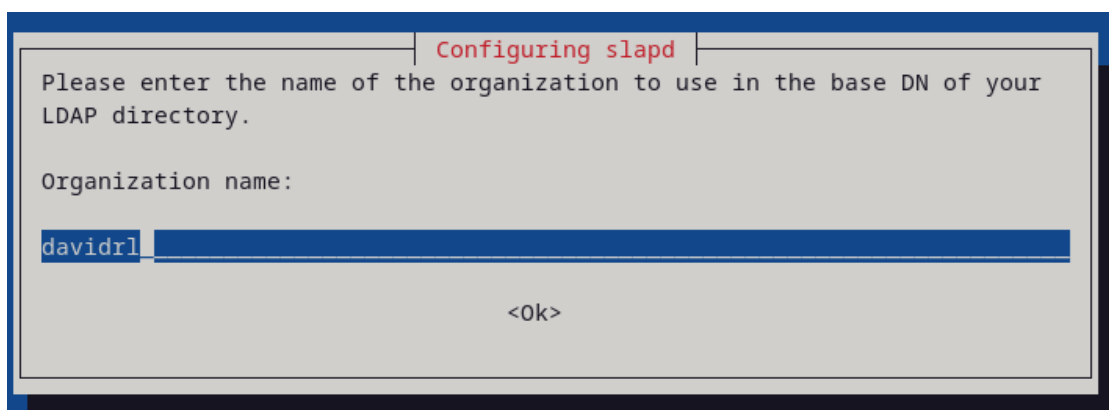 Configuring slapd
Please enter the name of the organization to use in the base DN of your
LDAP directory.
Organization name:
davidrl
<Ok>